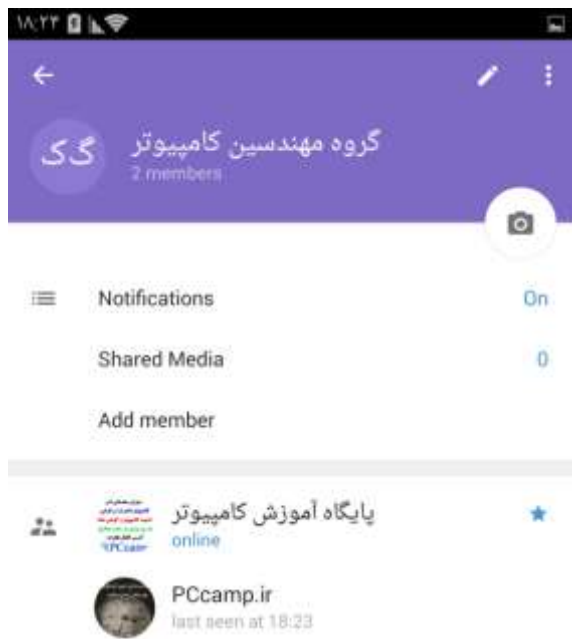 ۱۸:۲۴
گ ک
گروه مهندسین کامپیوتر
2 members
Notifications
On
Shared Media
0
Add member
پایگاه آموزش کامپیوتر
online
PCcamp.ir
last seen at 18:23